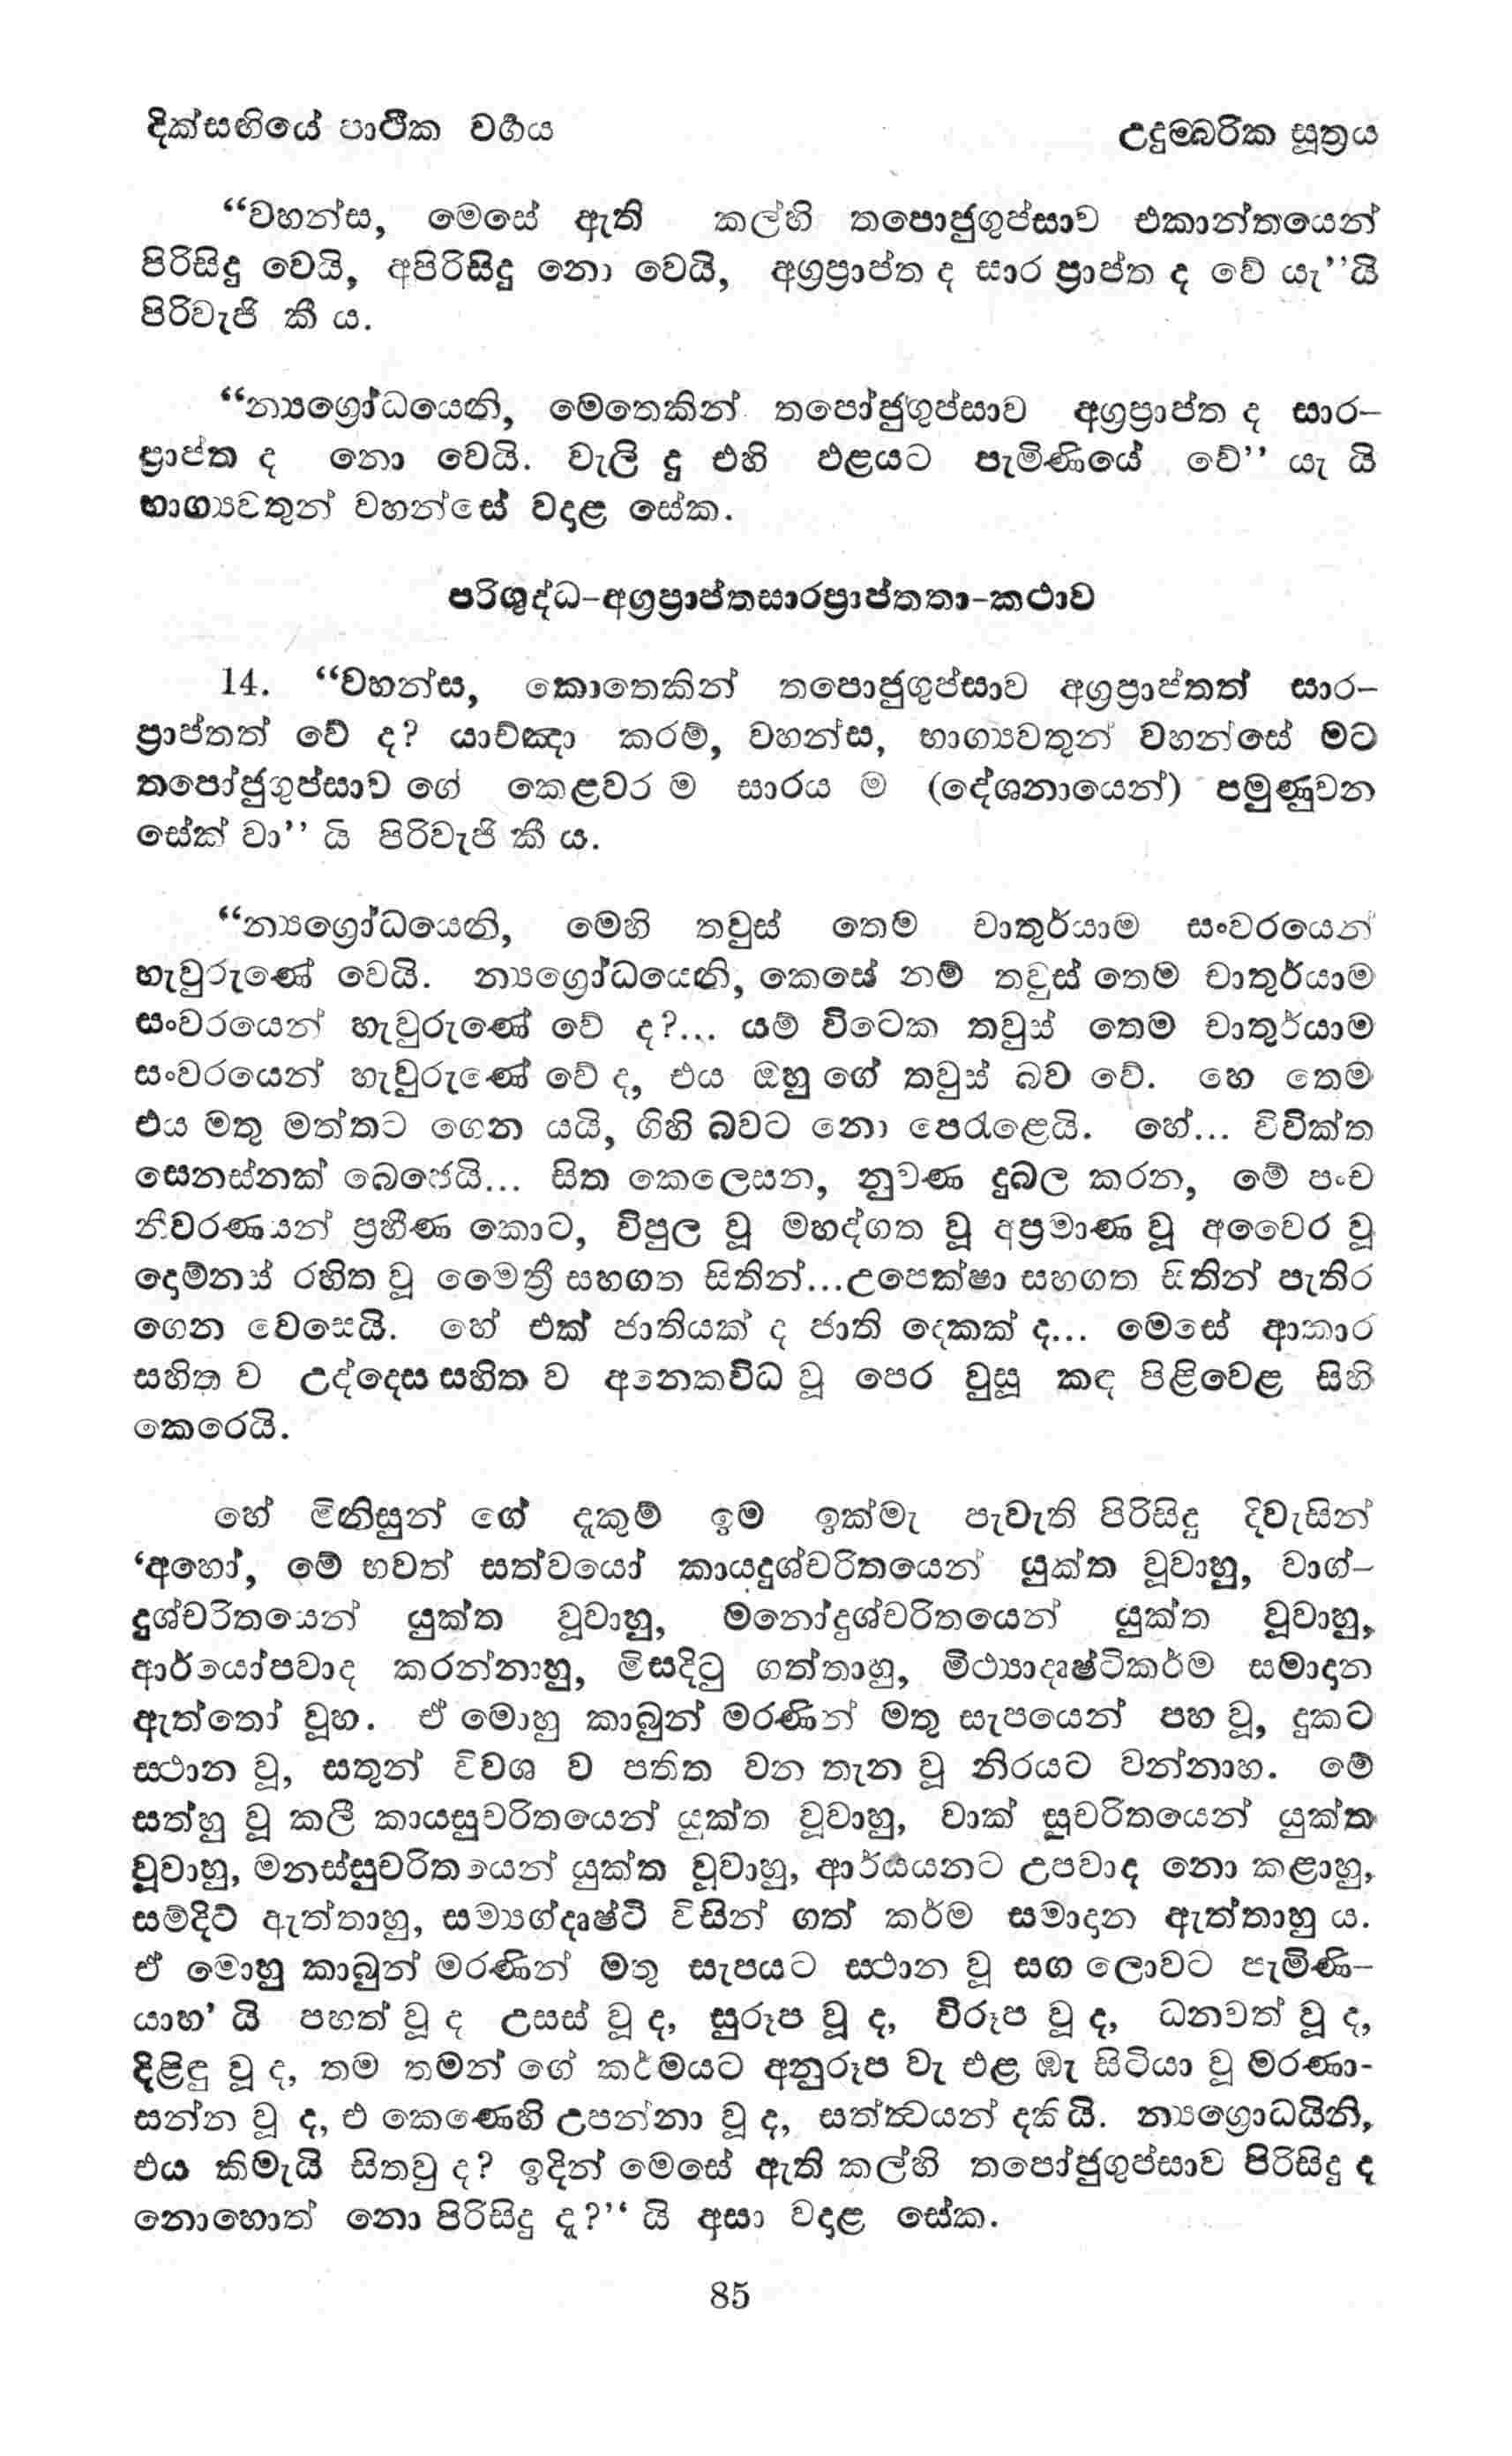 දික්සඟියේ පාථික වර්‍ගය
උදුම්බරික සූත්‍රය
“වහන්ස, මෙසේ ඇති කල්හි තපොජුගුප්සාව එකාන්තයෙන්
පිරිසිදු වෙයි, අපිරිසිදු නො වෙයි, අග්‍රප්‍රාප්ත ද සාර ප්‍රාප්ත ද වේ යැ’’යි
පිරිවැජි කී ය.
“න්‍යග්‍රෝධයෙනි, මෙතෙකින් තපෝජුගුප්සාව අග්‍රප්‍රාප්ත ද සාර–
ප්‍රාප්ත ද නො වෙයි. වැලි දු එහි ඵළයට පැමිණියේ වේ’’ යැ යි
භාග්‍යවතුන් වහන්සේ වදාළ සේක.
පරිශුද්ධ–අග්‍රප්‍රාප්තසාරප්‍රාප්තතා–කථාව
14. “වහන්ස, කොතෙකින් තපොජුගුප්සාව අග්‍රප්‍රාප්තත් සාර–
ප්‍රාප්තත් වේ ද? යාච්ඤා කරම්, වහන්ස, භාග්‍යවතුන් වහන්සේ මට
තපෝජුගුප්සාව ගේ කෙළවර ම සාරය ම (දේශනායෙන්) පමුණුවන
සේක් වා’’ යි පිරිවැජි කී ය.
“න්‍යග්‍රෝධයෙනි, මෙහි තවුස් තෙම චාතුර්යාම සංවරයෙන්
හැවුරුණේ වෙයි. න්‍යග්‍රෝධයෙනි, කෙසේ නම් තවුස් තෙම චාතුර්යාම
සංවරයෙන් හැවුරුණේ වේ ද?... යම් විටෙක තවුස් තෙම චාතුර්යාම
සංවරයෙන් හැවුරුණේ වේ ද, එය ඔහු ගේ තවුස් බව වේ. හෙ තෙම
එය මතු මත්තට ගෙන යයි, ගිහි බවට නො පෙරැළෙයි. හේ... විවික්ත
සෙනස්නක් බෙජෙයි... සිත කෙලෙසන, නුවණ දුබල කරන, මේ පංච
නීවරණයන් ප්‍රහීණ කොට, විපුල වූ මහද්ගත වූ අප්‍රමාණ වූ අවෛර වූ
දොම්නස් රහිත වූ මෛත්‍රී සහගත සිතින්...උපෙක්ෂා සහගත සිතින් පැතිර
ගෙන වෙසෙයි. හේ එක් ජාතියක් ද ජාති දෙකක් ද... මෙසේ ආකාර
සහිත ව උද්දෙස සහිත ව අනෙකවිධ වූ පෙර වුසූ කඳ පිළිවෙළ සිහි
කෙරෙයි.
හේ මිනිසුන් ගේ දෑකුම් ඉම ඉක්මැ පැවැති පිරිසිදු දිවැසින්
‘අහෝ, මේ භවත් සත්වයෝ කායදුශ්චරිතයෙන් යුක්ත වූවාහු, වාග්–
දුශ්චරිතයෙන් යුක්ත වූවාහු, මනෝදුශ්චරිතයෙන් යුක්ත වූවාහු,
ආර්යෝපවාද කරන්නාහු, මිසදිටු ගත්තාහු, මිථ්‍යාදෘෂ්ටිකර්ම සමාදාන
ඇත්තෝ වූහ. ඒ මොහු කාබුන් මරණින් මතු සැපයෙන් පහ වූ, දුකට
ස්ථාන වූ, සතුන් විවශ ව පතිත වන තැන වූ නිරයට වන්නාහ. මේ
සත්හු වූ කලී කායසුචරිතයෙන් යුක්ත වූවාහු, වාක් සුචරිතයෙන් යුක්ත
වූවාහු, මනස්සුචරිතයෙන් යුක්ත වූවාහු, ආර්යයනට උපවාද නො කළාහු,
සම්දිට් ඇත්තාහු, සම්‍යග්දෘෂ්ටි විසින් ගත් කර්ම සමාදාන ඇත්තාහු ය.
ඒ මොහු කාබුන් මරණින් මතු සැපයට ස්ථාන වූ සග ලොවට පැමිණි–
යාහ’ යි පහත් වූ ද උසස් වූ ද, සුරූප වූ ද, විරූප වූ ද, ධනවත් වූ ද,
දිළිඳු වූ ද, තම තමන් ගේ කර්මයට අනුරූප වැ එළ ඹැ සිටියා වූ මරණා-
සන්න වූ ද, එ කෙණෙහි උපන්නා වූ ද, සත්ත්‍වයන් දකියි. න්‍යග්‍රොධයිනි,
එය කිමැයි සිතවු ද? ඉදින් මෙසේ ඇති කල්හි තපෝජුගුප්සාව පිරිසිදු ද
නොහොත් නො පිරිසිදු ද?’‘ යි අසා වදාළ සේක.
85